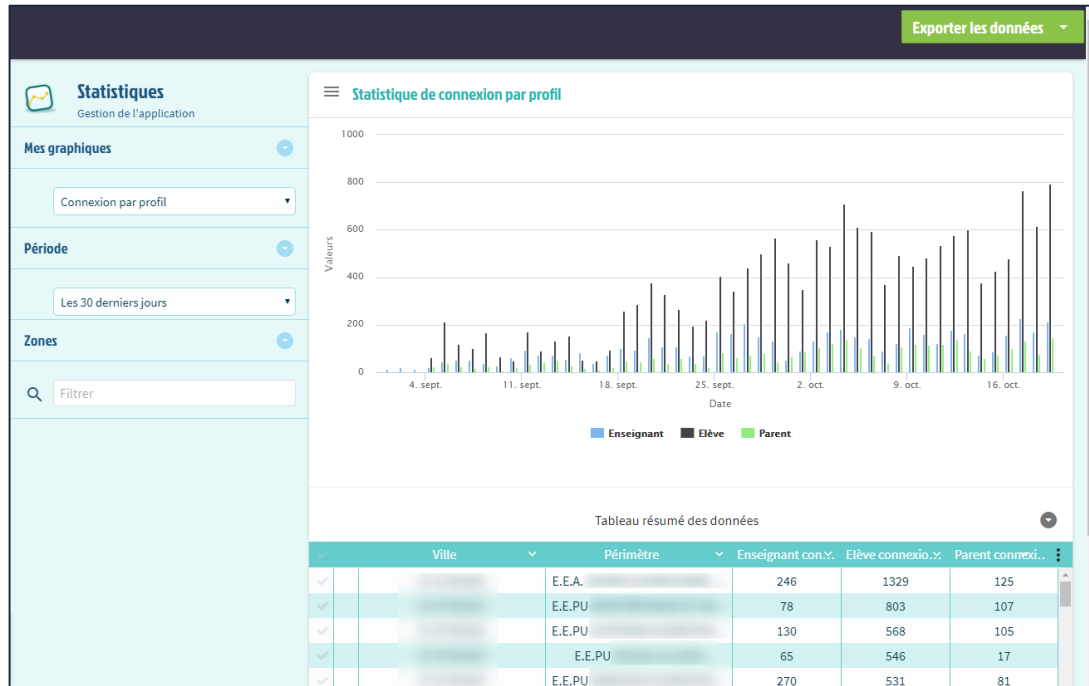 Exporter les données
Statistiques
Gestion de l'application
Mes graphiques
Connexion par profil
Période
Les 30 derniers jours
Zones
Filtrer
Statistique de connexion par profil
1000
800
600
400
200
0
Valeurs
4. sept. 11. sept. 18. sept. 25. sept. 2. oct. 9. oct. 16. oct.
Date
Enseignant Elève Parent
Tableau résumé des données
Ville Périmètre Enseignant con... Elève connexio... Parent connexi...
E.E.A. 246 1329 125
E.E.PU 78 803 107
E.E.PU 130 568 105
E.E.PU 65 546 17
E.E.PU 270 531 81